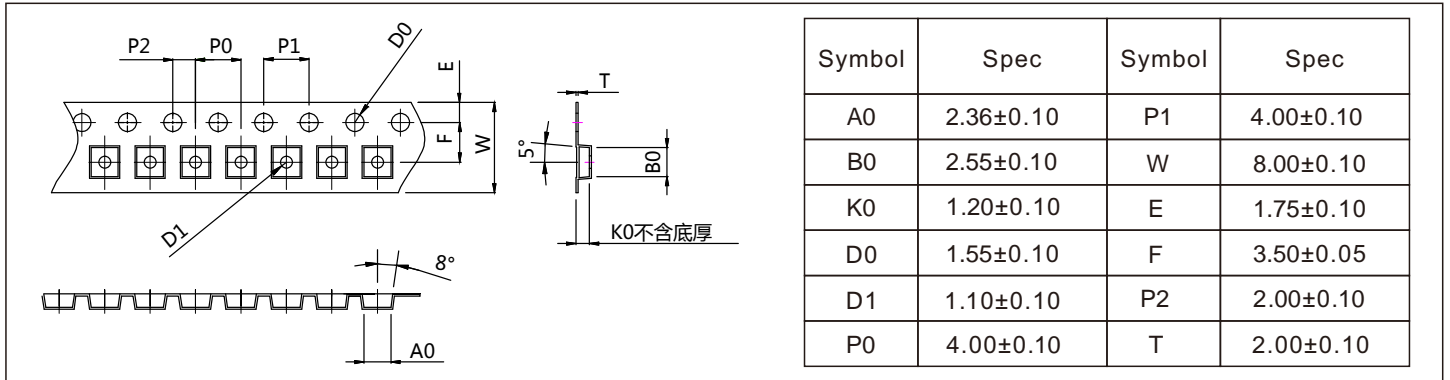 P2 P0 P1 D0
E
F
W
D1
T
5°
B0
K0不含底厚
8°
A0
Symbol Spec Symbol Spec
A0 2.36±0.10 P1 4.00±0.10
B0 2.55±0.10 W 8.00±0.10
K0 1.20±0.10 E 1.75±0.10
D0 1.55±0.10 F 3.50±0.05
D1 1.10±0.10 P2 2.00±0.10
P0 4.00±0.10 T 2.00±0.10